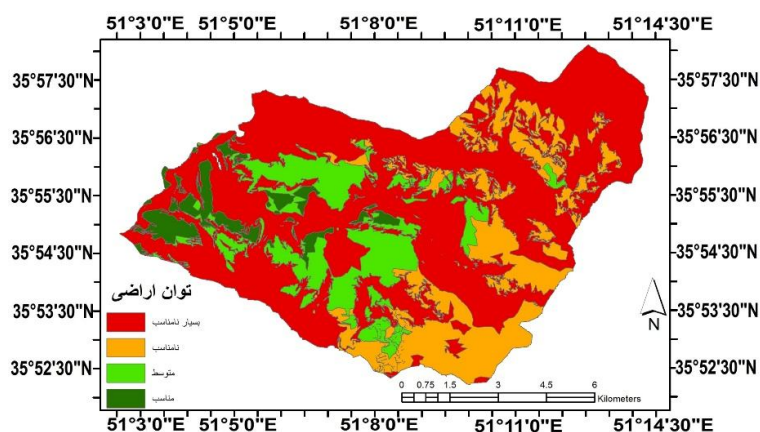 51°3'0"E 51°5'0"E 51°8'0"E 51°11'0"E 51°14'30"E
35°57'30"N 35°57'30"N
35°56'30"N 35°56'30"N
35°55'30"N 35°55'30"N
35°54'30"N 35°54'30"N
35°53'30"N 35°53'30"N
35°52'30"N 35°52'30"N
توان اراضی
بسیار نامناسب
نامناسب
متوسط
مناسب
N
0 0.75 1.5 3 4.5 6
Kilometers
51°3'0"E 51°5'0"E 51°8'0"E 51°11'0"E 51°14'30"E